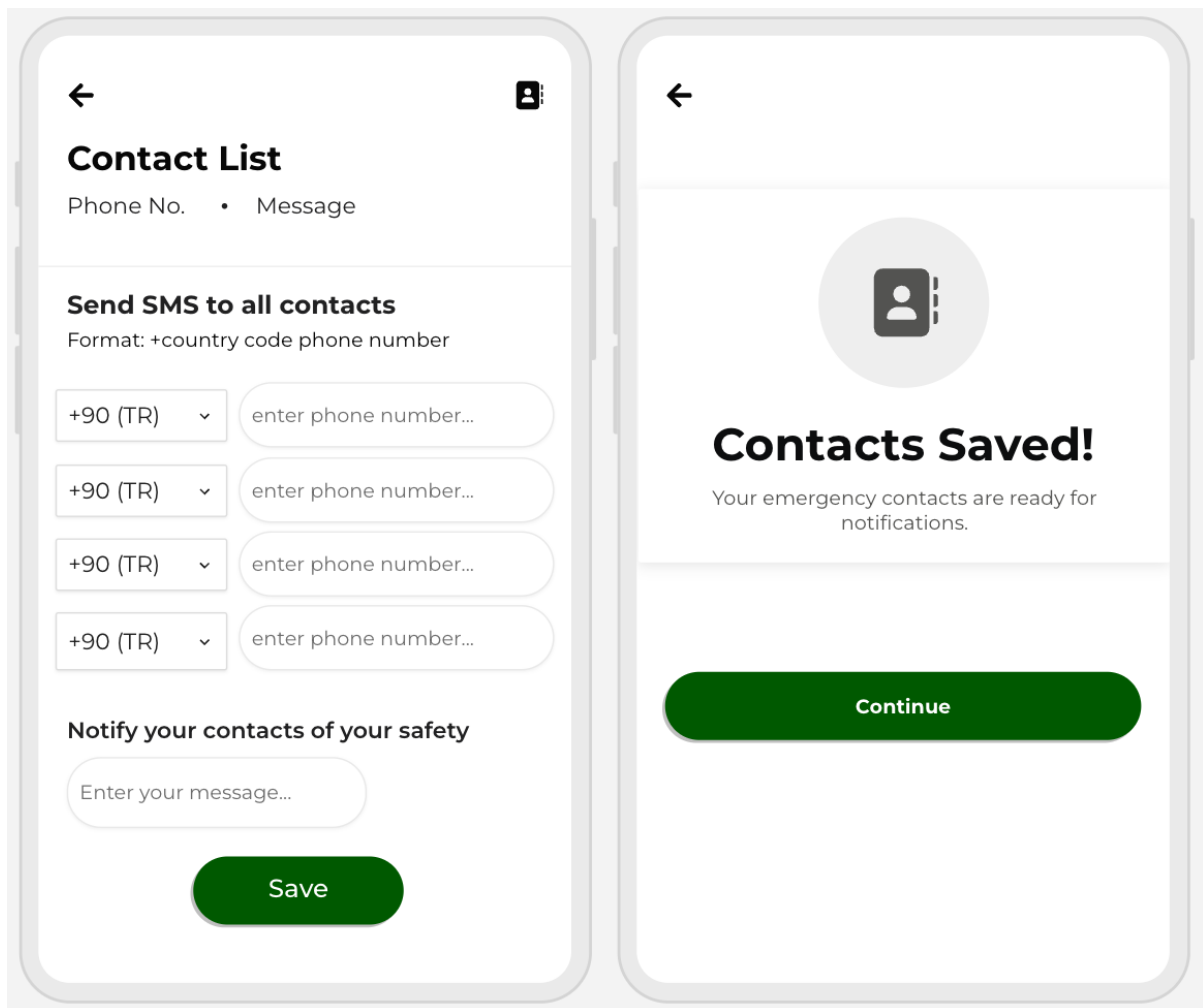 Contact List
Phone No. • Message
Send SMS to all contacts
Format: +country code phone number
+90 (TR) enter phone number...
+90 (TR) enter phone number...
+90 (TR) enter phone number...
+90 (TR) enter phone number...
Notify your contacts of your safety
Enter your message...
Save
Contacts Saved!
Your emergency contacts are ready for
notifications.
Continue